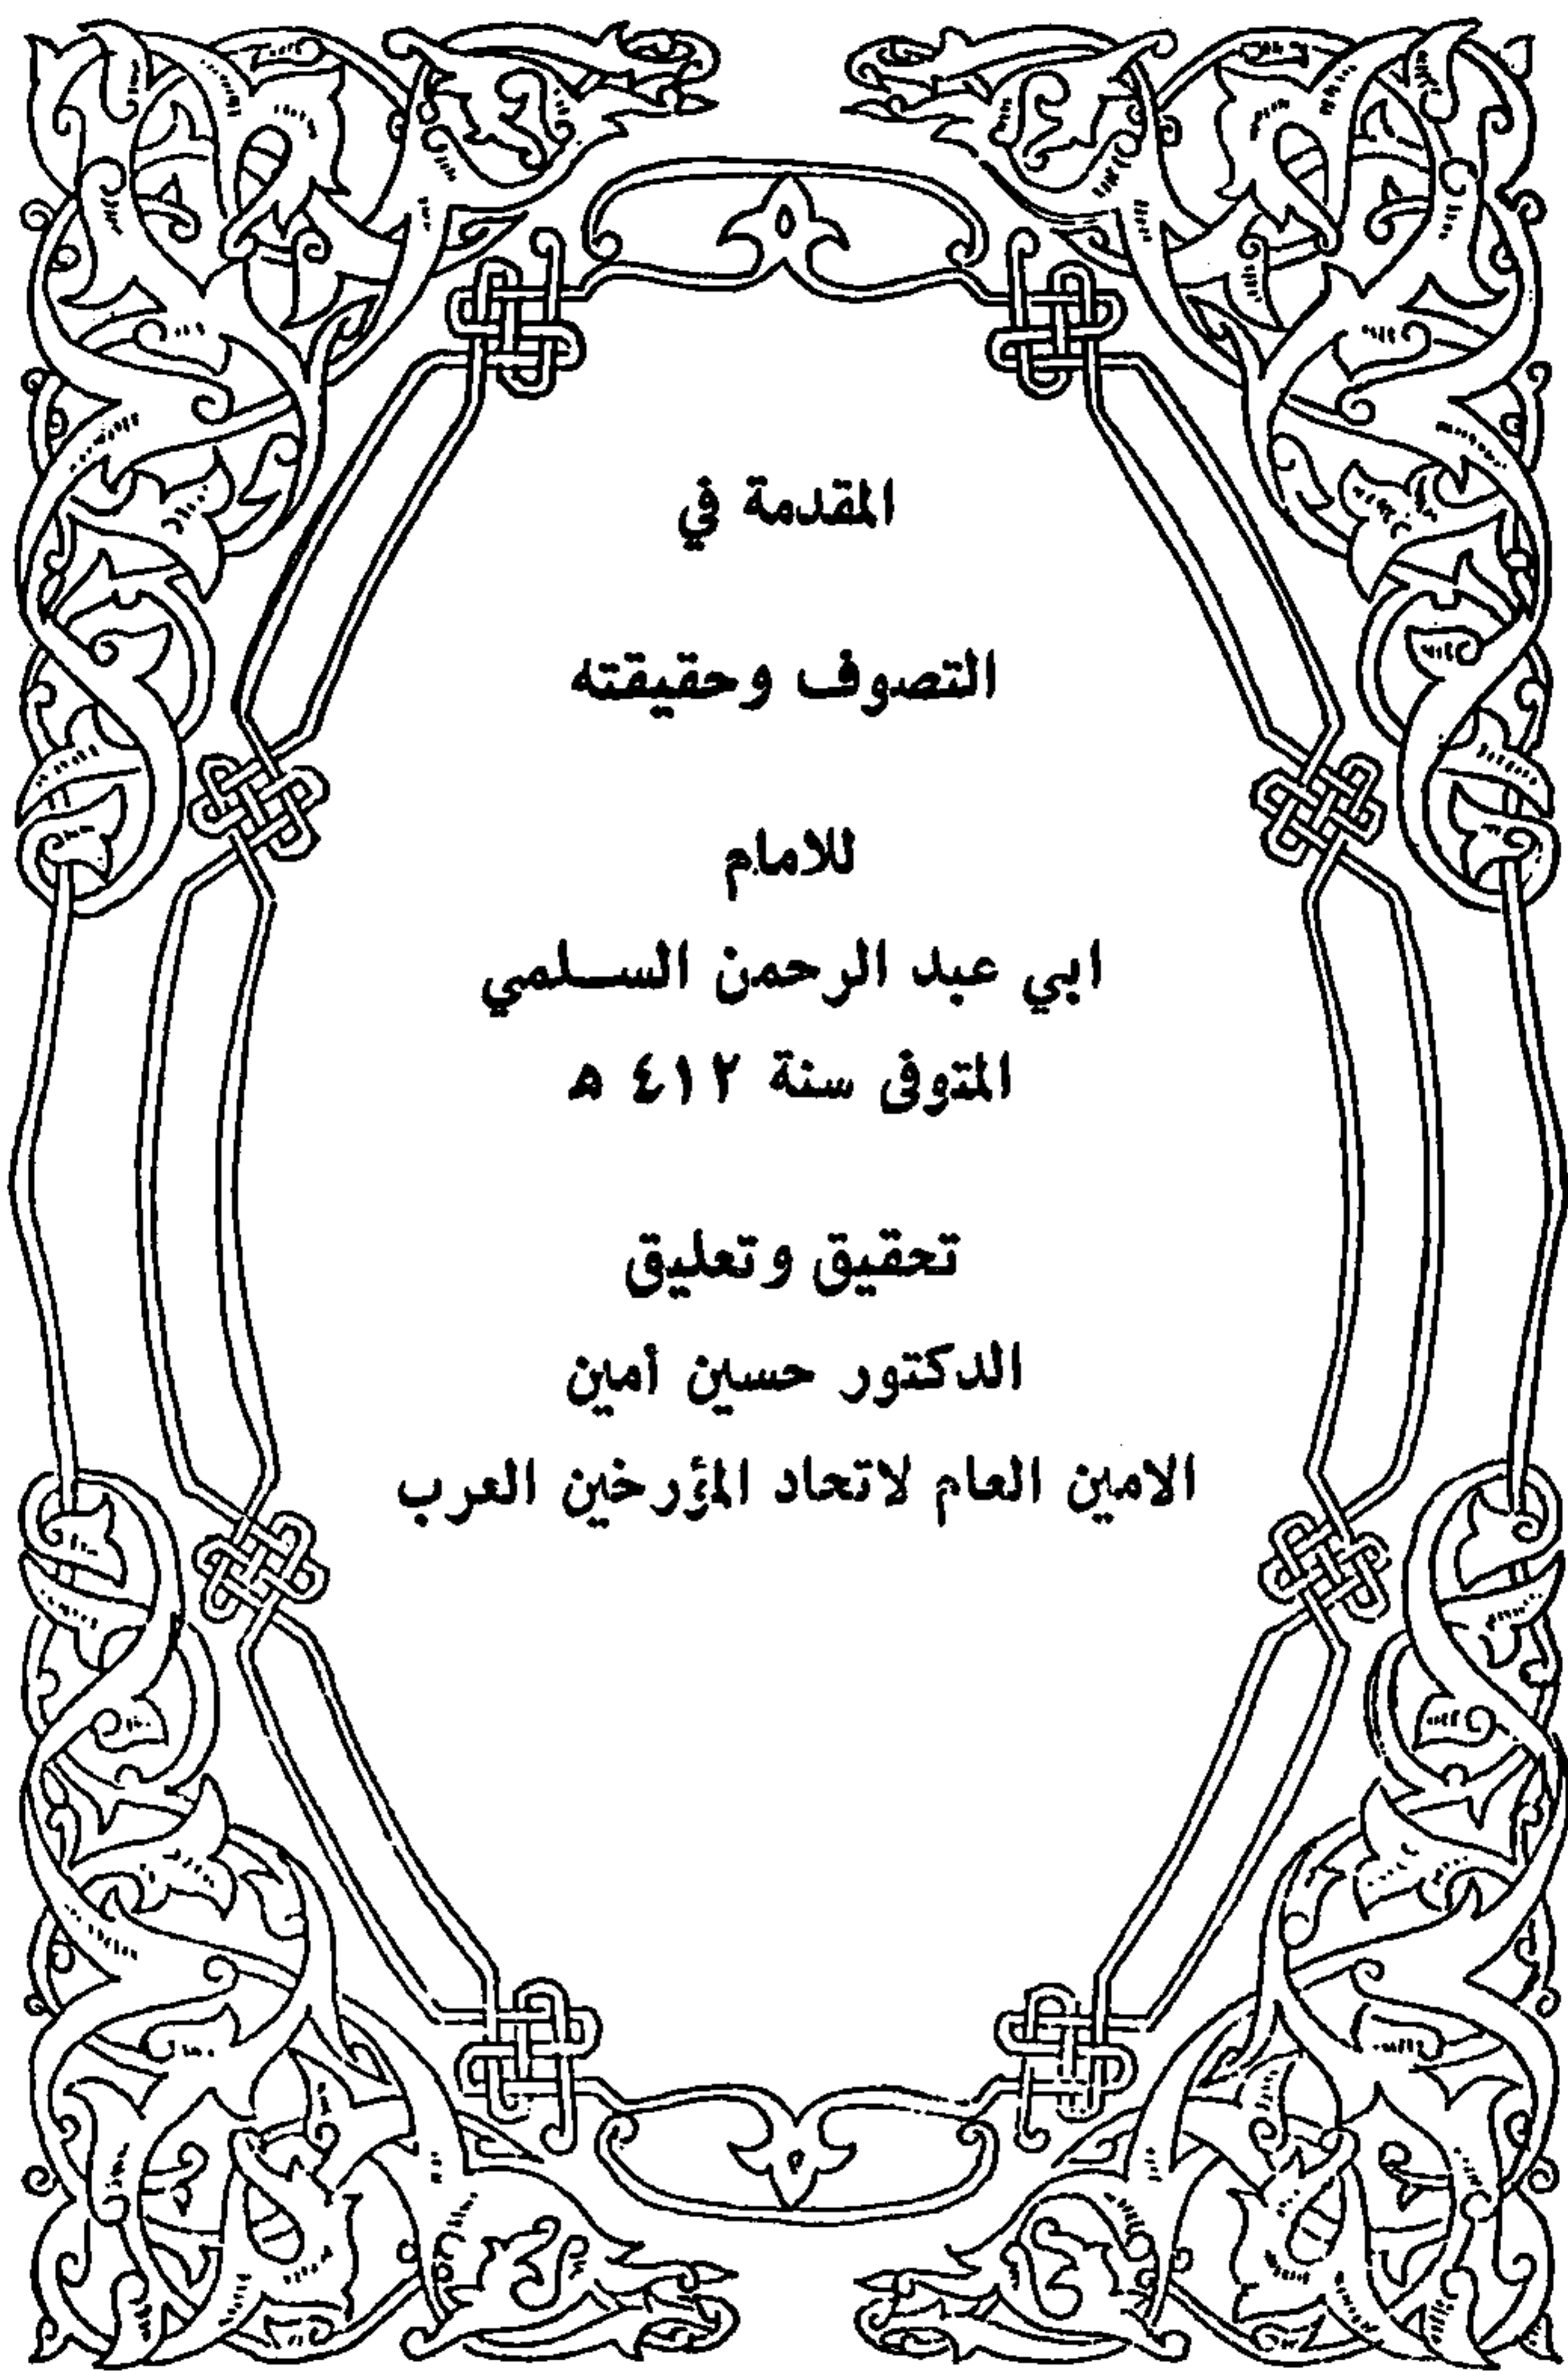 المقدمة في
التصوف وحقيقته
للامام
ابي عبد الرحمن السلمي
المتوفى سنة ٤١٢ ه
تحقيق وتعليق
الدكتور حسين أمين
الامين العام لاتحاد المؤرخين العرب